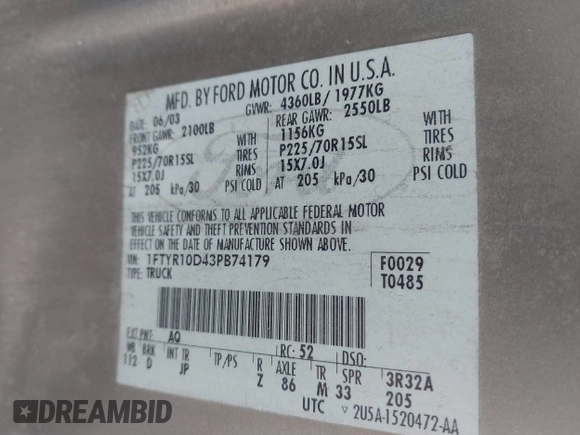 MFD. BY FORD MOTOR CO. IN U.S.A.
DATE: 06/03 GVWR: 4360LB/ 1977KG
FRONT GAWR: 2100LB REAR GAWR: 2550LB
952KG 1156KG WITH
P225/70R15SL WITH TIRES P225/70R15SL TIRES
15X7.0J RIMS 15X7.0J RIMS
AT 205 kPa/30 PSI COLD AT 205 kPa/30 PSI COLD
THIS VEHICLE CONFORMS TO ALL APPLICABLE FEDERAL MOTOR
VEHICLE SAFETY AND THEFT PREVENTION STANDARDS IN
EFFECT ON THE DATE OF MANUFACTURE SHOWN ABOVE.
VIN: 1FTYR10D43PB74179 F0029
TYPE: TRUCK T0485
EXT PNT: AQ RC: 52 DSO:
WB BRK INT TR TP/PS R AXLE TR SPR 3R32A
112 D JP Z 86 M 33 205
UTC ▽ 2U5A-1520472-AA
Ford
DREAMBID